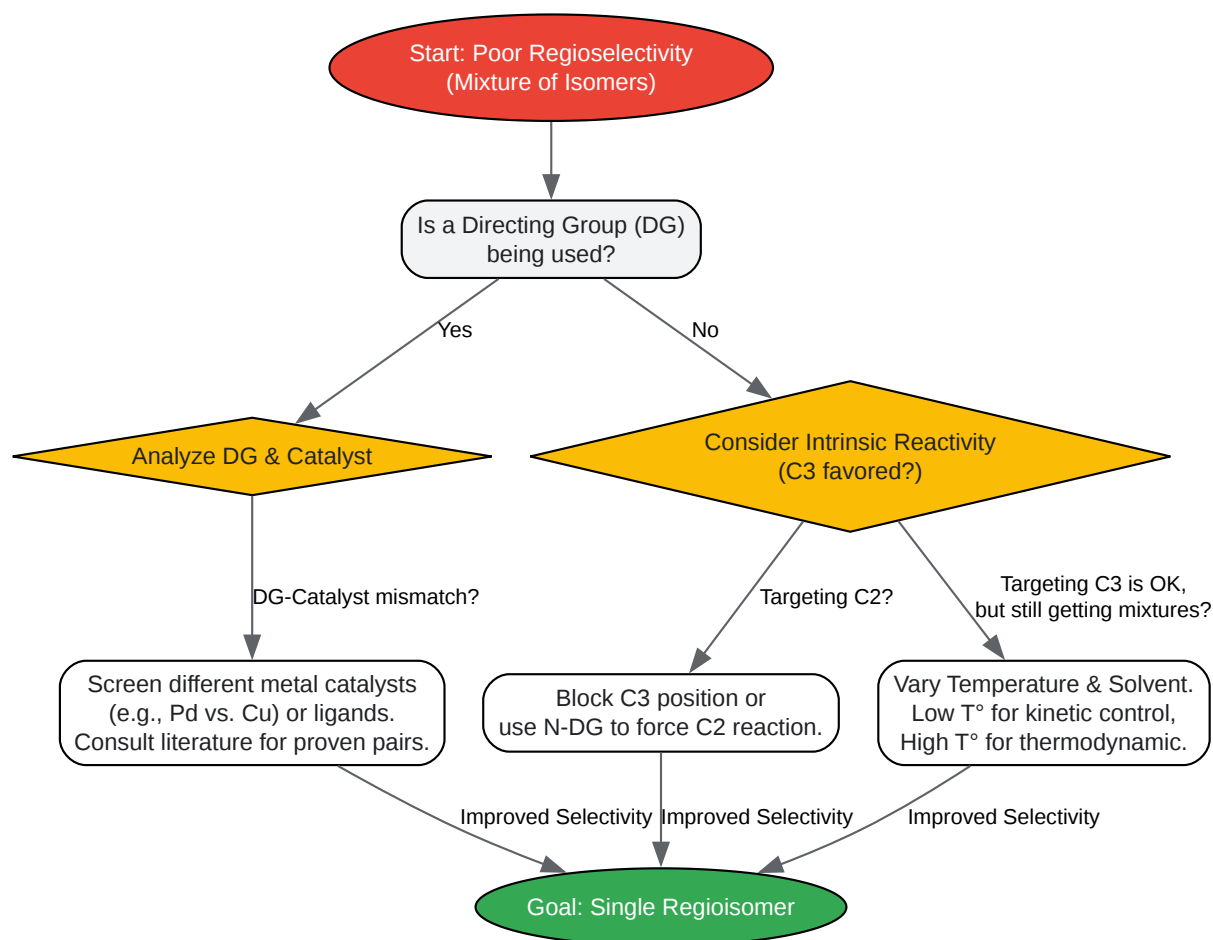 Start: Poor Regioselectivity
(Mixture of Isomers)
Is a Directing Group (DG)
being used?
Yes
No
Analyze DG & Catalyst
Consider Intrinsic Reactivity
(C3 favored?)
DG-Catalyst mismatch?
Targeting C2?
Targeting C3 is OK,
but still getting mixtures?
Screen different metal catalysts
(e.g., Pd vs. Cu) or ligands.
Consult literature for proven pairs.
Block C3 position or
use N-DG to force C2 reaction.
Vary Temperature & Solvent.
Low T° for kinetic control,
High T° for thermodynamic.
Improved Selectivity
Improved Selectivity
Improved Selectivity
Goal: Single Regioisomer